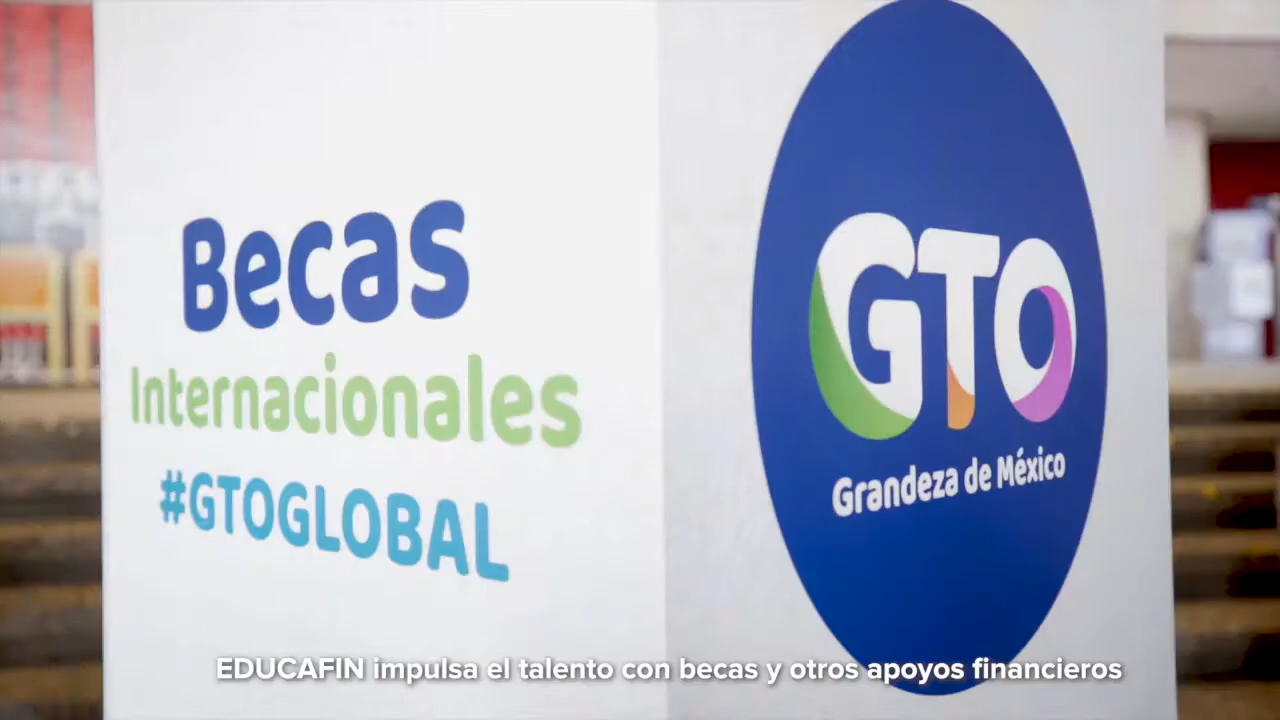 Becas
Internacionales
#GTOGLOBAL
GTO
Grandeza de México
EDUCAFIN impulsa el talento con becas y otros apoyos financieros